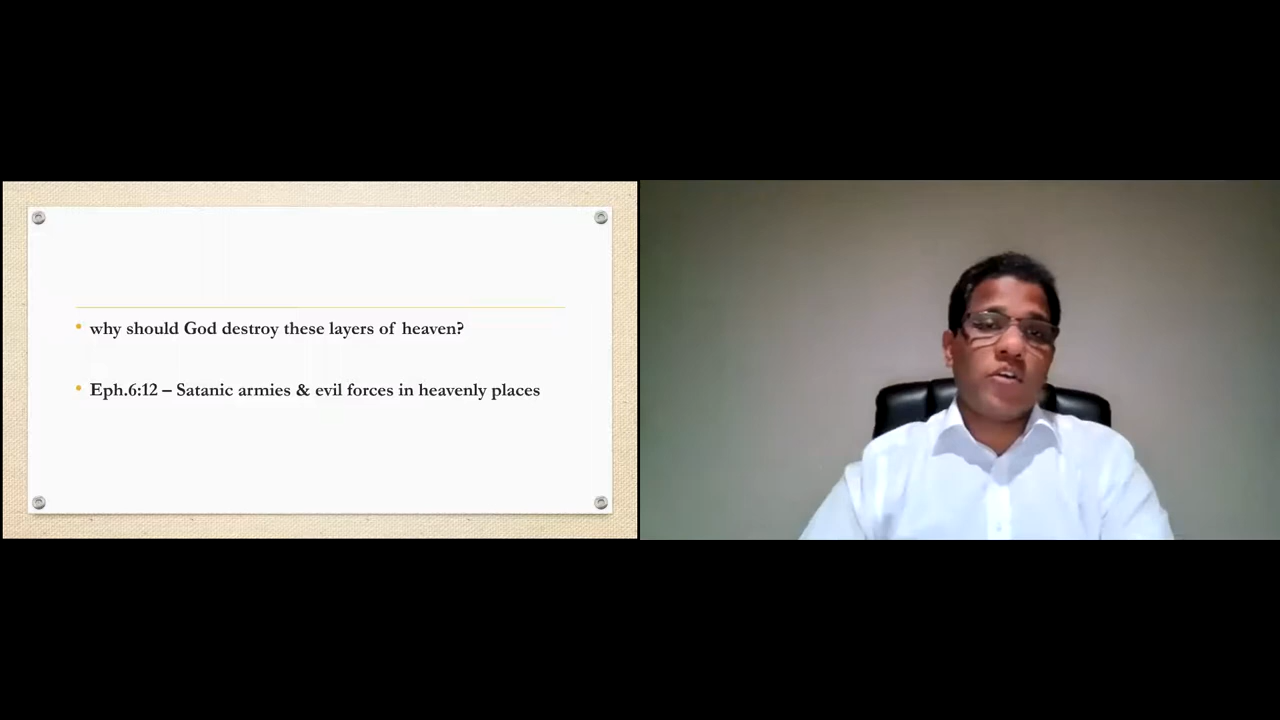 why should God destroy these layers of heaven?
Eph.6:12 – Satanic armies & evil forces in heavenly places